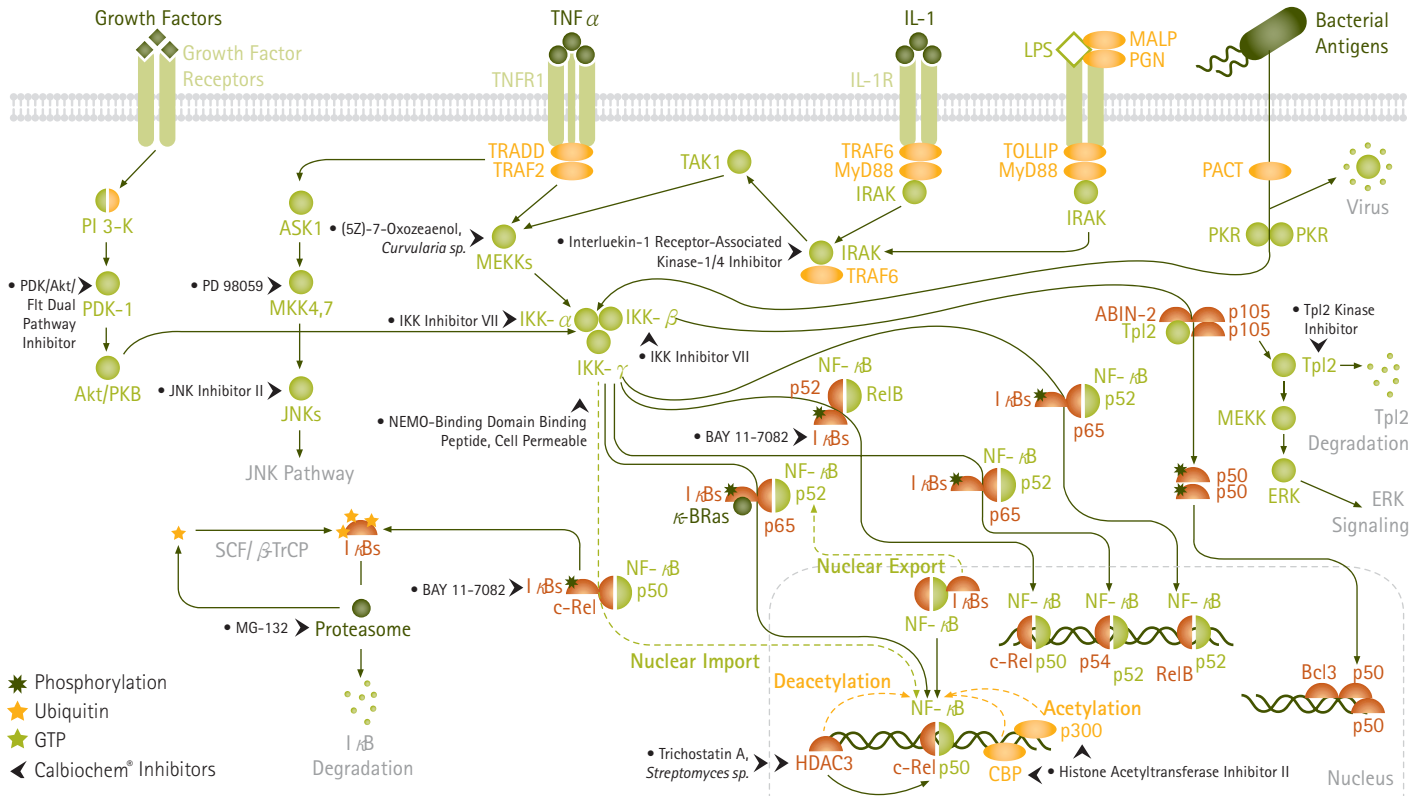 Growth Factors
TNF α
IL-1
Bacterial
Antigens
Growth Factor
Receptors
TNFR1
IL-1R
LPS
MALP
PGN
TRADD
TRAF2
TAK1
TRAF6
MyD88
IRAK
TOLLIP
MyD88
IRAK
PACT
Virus
PI 3-K
ASK1
• (5Z)-7-Oxozeaenol,
Curvularia sp.
MEKKs
• Interluekin-1 Receptor-Associated
Kinase-1/4 Inhibitor
IRAK
TRAF6
PKR
PKR
• PDK/Akt/
Flt Dual
Pathway
Inhibitor
PDK-1
• PD 98059
MKK4,7
• IKK Inhibitor VII
IKK- α
IKK- β
• IKK Inhibitor VII
IKK- γ
ABIN-2
Tpl2
p105
p105
• Tpl2 Kinase
Inhibitor
Tpl2
Tpl2
Degradation
Akt/PKB
• JNK Inhibitor II
JNKs
JNK Pathway
• NEMO-Binding Domain Binding
Peptide, Cell Permeable
NF- κB
p52
RelB
• BAY 11-7082
I κBs
NF- κB
I κBs
p52
p65
MEKK
ERK
ERK
Signaling
NF- κB
I κBs
p52
κ-BRas
p65
NF- κB
I κBs
p52
p65
p50
p50
SCF/ β-TrCP
I κBs
• BAY 11-7082
I κBs
c-Rel
NF- κB
p50
Nuclear Export
I κBs
NF- κB
• MG-132
Proteasome
I κB
Degradation
Nuclear Import
NF- κB
c-Rel
p50
NF- κB
p54
p52
NF- κB
RelB
p52
Bcl3
p50
p50
Deacetylation
Acetylation
NF- κB
p300
• Trichostatin A,
Streptomyces sp.
HDAC3
c-Rel
p50
CBP
• Histone Acetyltransferase Inhibitor II
Nucleus
Phosphorylation
Ubiquitin
GTP
Calbiochem® Inhibitors